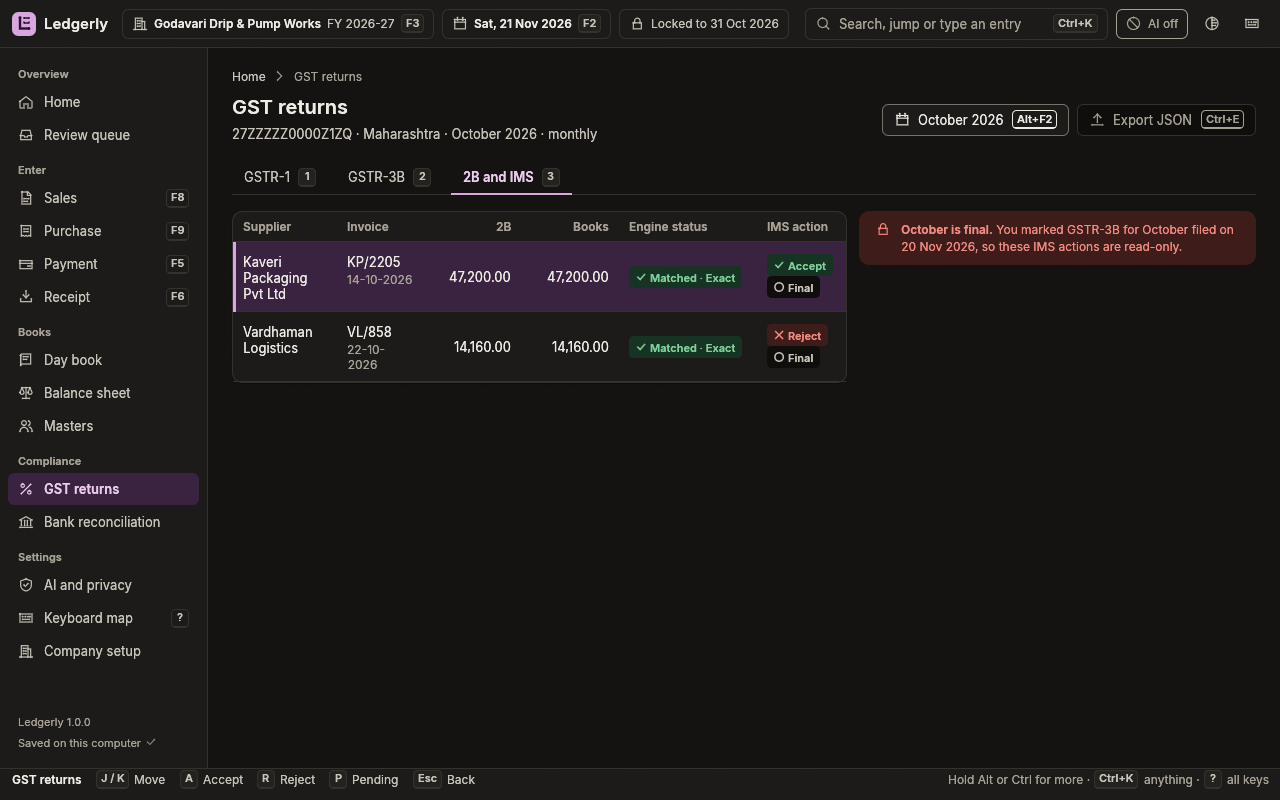 Ledgerly
Godavari Drip & Pump Works FY 2026-27 F3
Sat, 21 Nov 2026 F2
Locked to 31 Oct 2026
Search, jump or type an entry Ctrl+K
AI off
Overview
Home
Review queue
Enter
Sales F8
Purchase F9
Payment F5
Receipt F6
Books
Day book
Balance sheet
Masters
Compliance
GST returns
Bank reconciliation
Settings
AI and privacy
Keyboard map ?
Company setup
Ledgerly 1.0.0
Saved on this computer
Home GST returns
GST returns
27ZZZZZ0000Z1ZQ · Maharashtra · October 2026 · monthly
October 2026 Alt+F2
Export JSON Ctrl+E
GSTR-1 1 GSTR-3B 2 2B and IMS 3
Supplier Invoice 2B Books Engine status IMS action
Kaveri
Packaging
Pvt Ltd
KP/2205
14-10-2026
47,200.00
47,200.00
Matched · Exact
Accept
Final
Vardhaman
Logistics
VL/858
22-10-
2026
14,160.00
14,160.00
Matched · Exact
Reject
Final
October is final. You marked GSTR-3B for October filed on
20 Nov 2026, so these IMS actions are read-only.
GST returns J / K Move A Accept R Reject P Pending Esc Back
Hold Alt or Ctrl for more · Ctrl+K anything · ? all keys